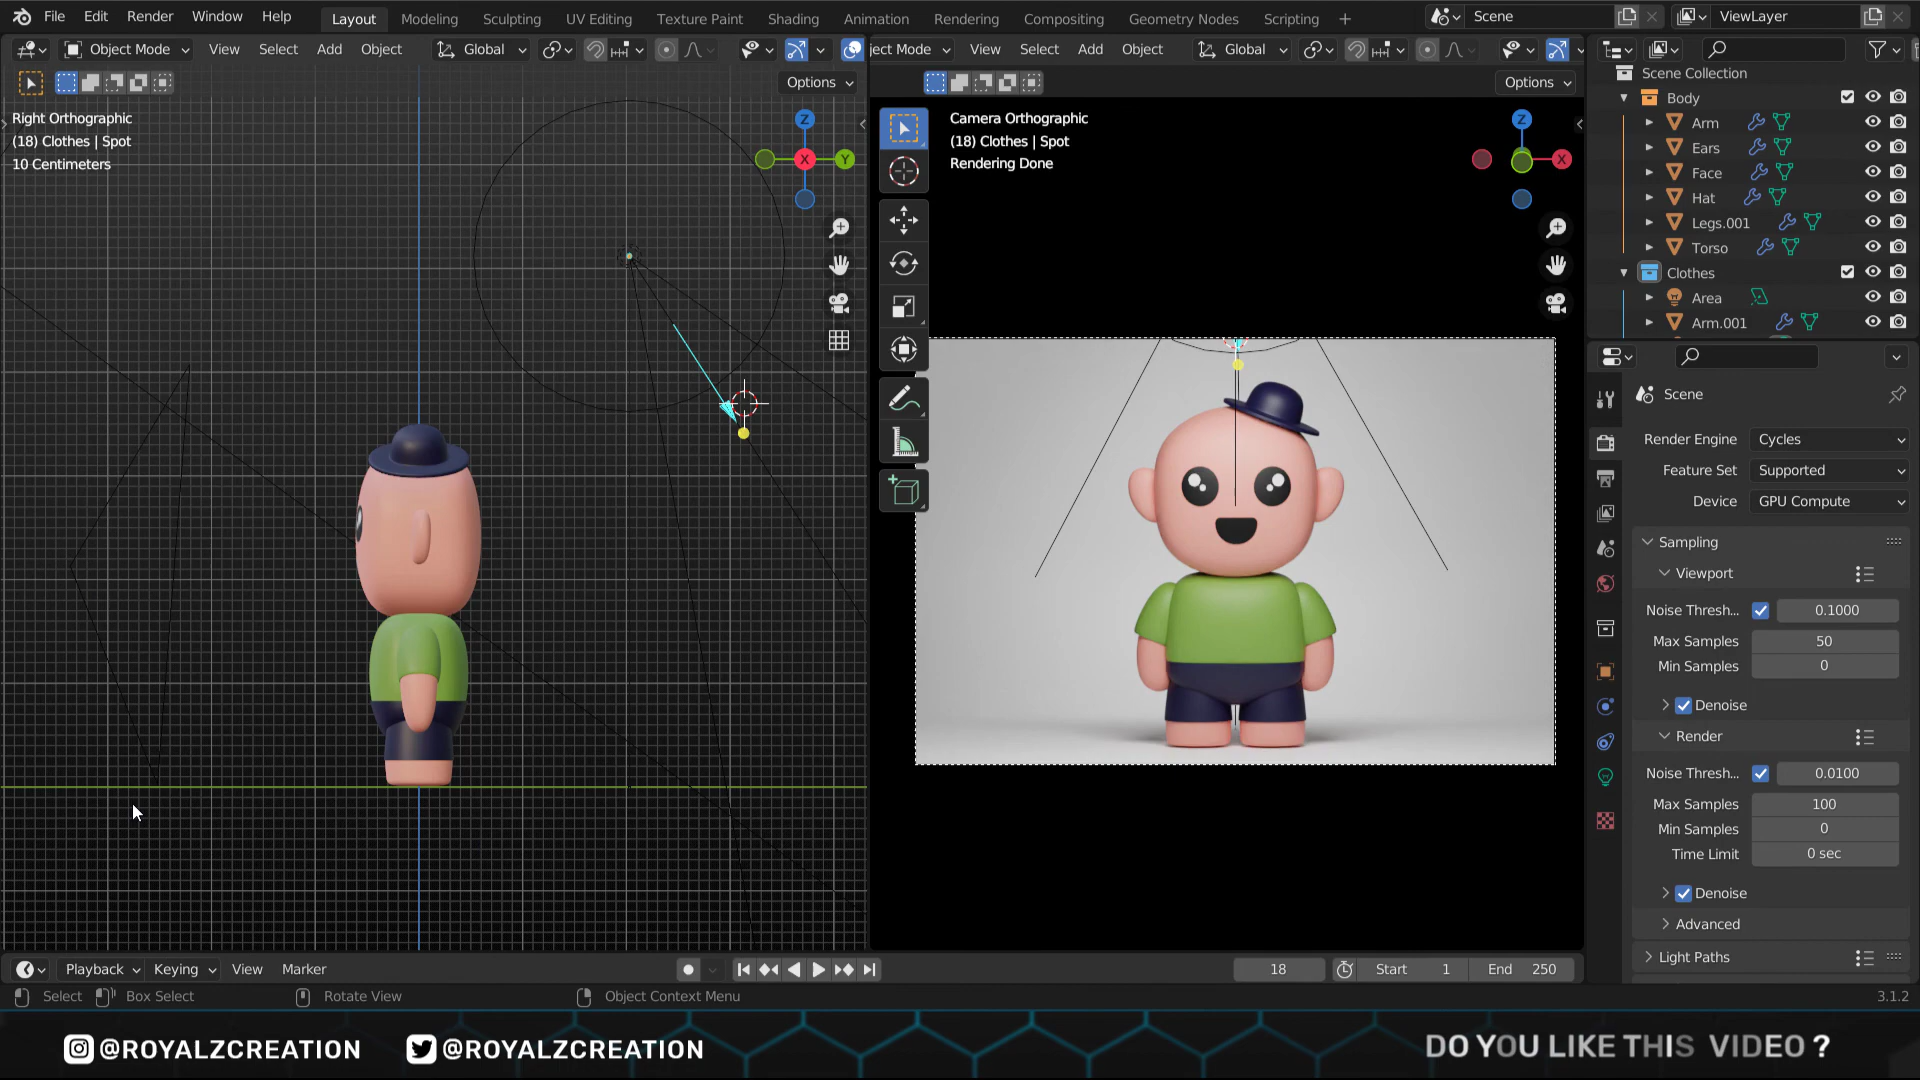 File Edit Render Window Help Layout Modeling Sculpting UV Editing Texture Paint Shading Animation Rendering Compositing Geometry Nodes Scripting + Scene ViewLayer
Object Mode View Select Add Object Global
ject Mode View Select Add Object Global
Options
Options
Right Orthographic
(18) Clothes | Spot
10 Centimeters
Z
X
Y
Camera Orthographic
(18) Clothes | Spot
Rendering Done
Z
X
Scene Collection
Body
Arm
Ears
Face
Hat
Legs.001
Torso
Clothes
Area
Arm.001
Scene
Render Engine Cycles
Feature Set Supported
Device GPU Compute
Sampling
Viewport
Noise Thresh... 0.1000
Max Samples 50
Min Samples 0
Denoise
Render
Noise Thresh... 0.0100
Max Samples 100
Min Samples 0
Time Limit 0 sec
Denoise
Advanced
Light Paths
Playback Keying View Marker 18 Start 1 End 250
Select Box Select Rotate View Object Context Menu 3.1.2
@ROYALZCREATION @ROYALZCREATION DO YOU LIKE THIS VIDEO ?